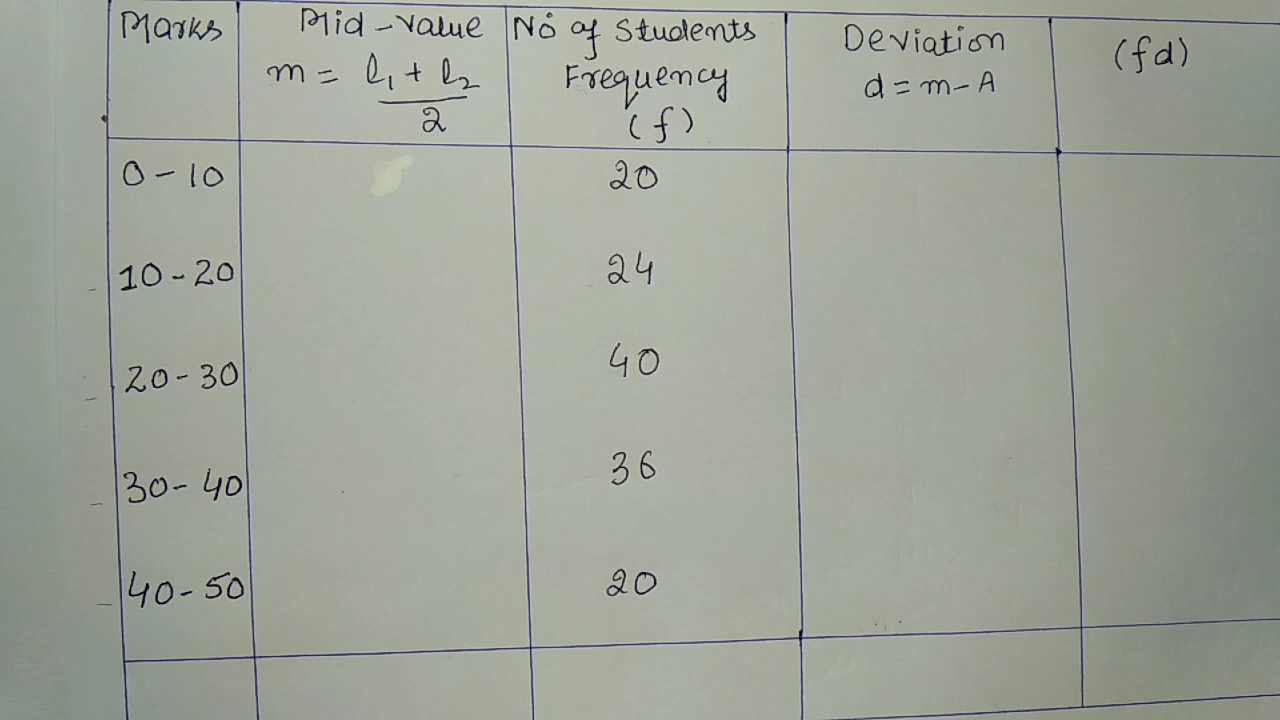 Marks Mid-value No of Students Deviation (fd)
m = l₁ + l₂ Frequency d = m - A
2 (f)
0-10 20
10-20 24
20-30 40
30-40 36
40-50 20